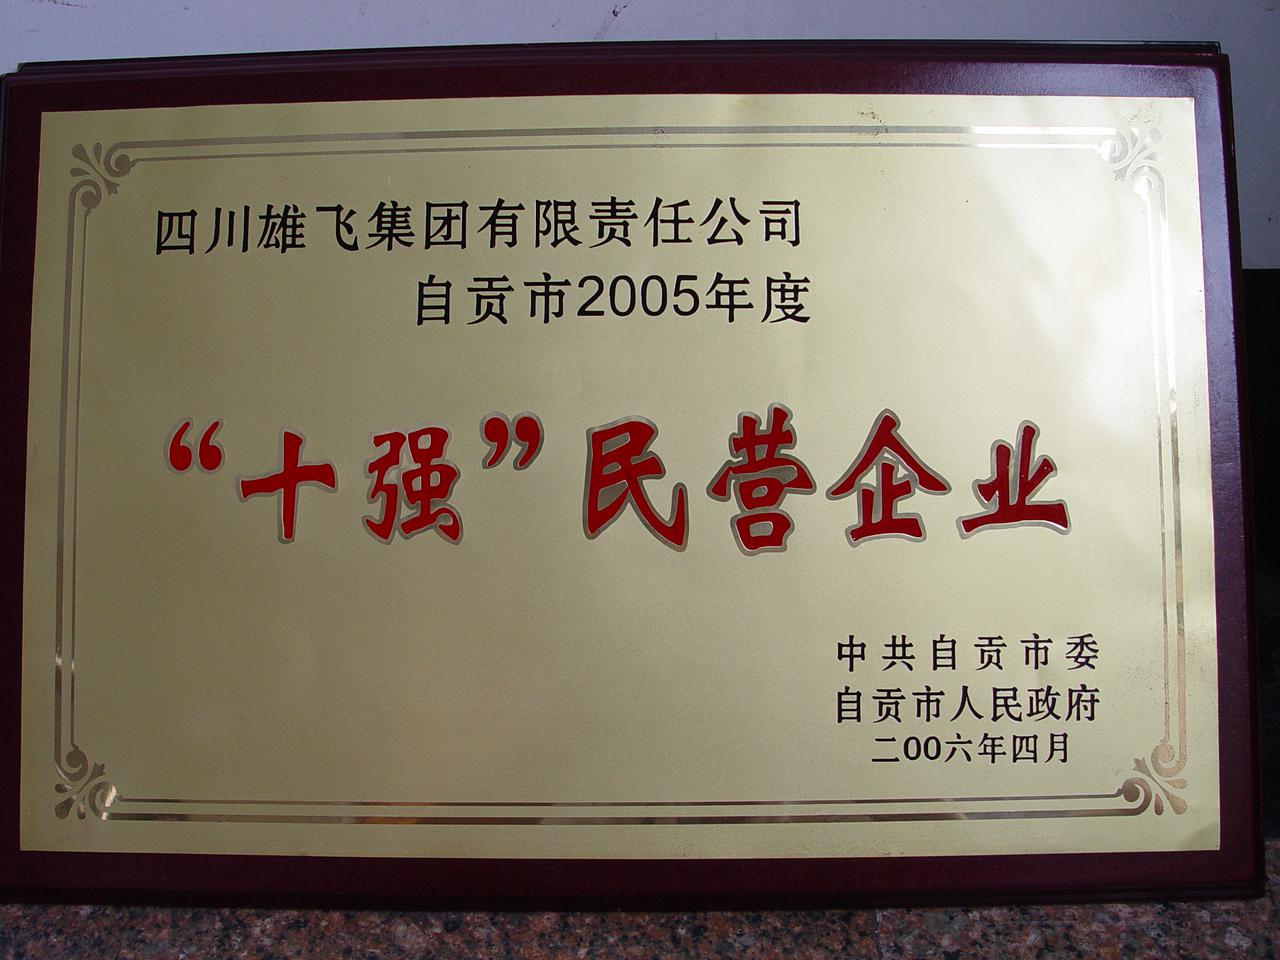 四川雄飞集团有限责任公司
自贡市2005年度
“十强”民营企业
中共自贡市委
自贡市人民政府
二00六年四月